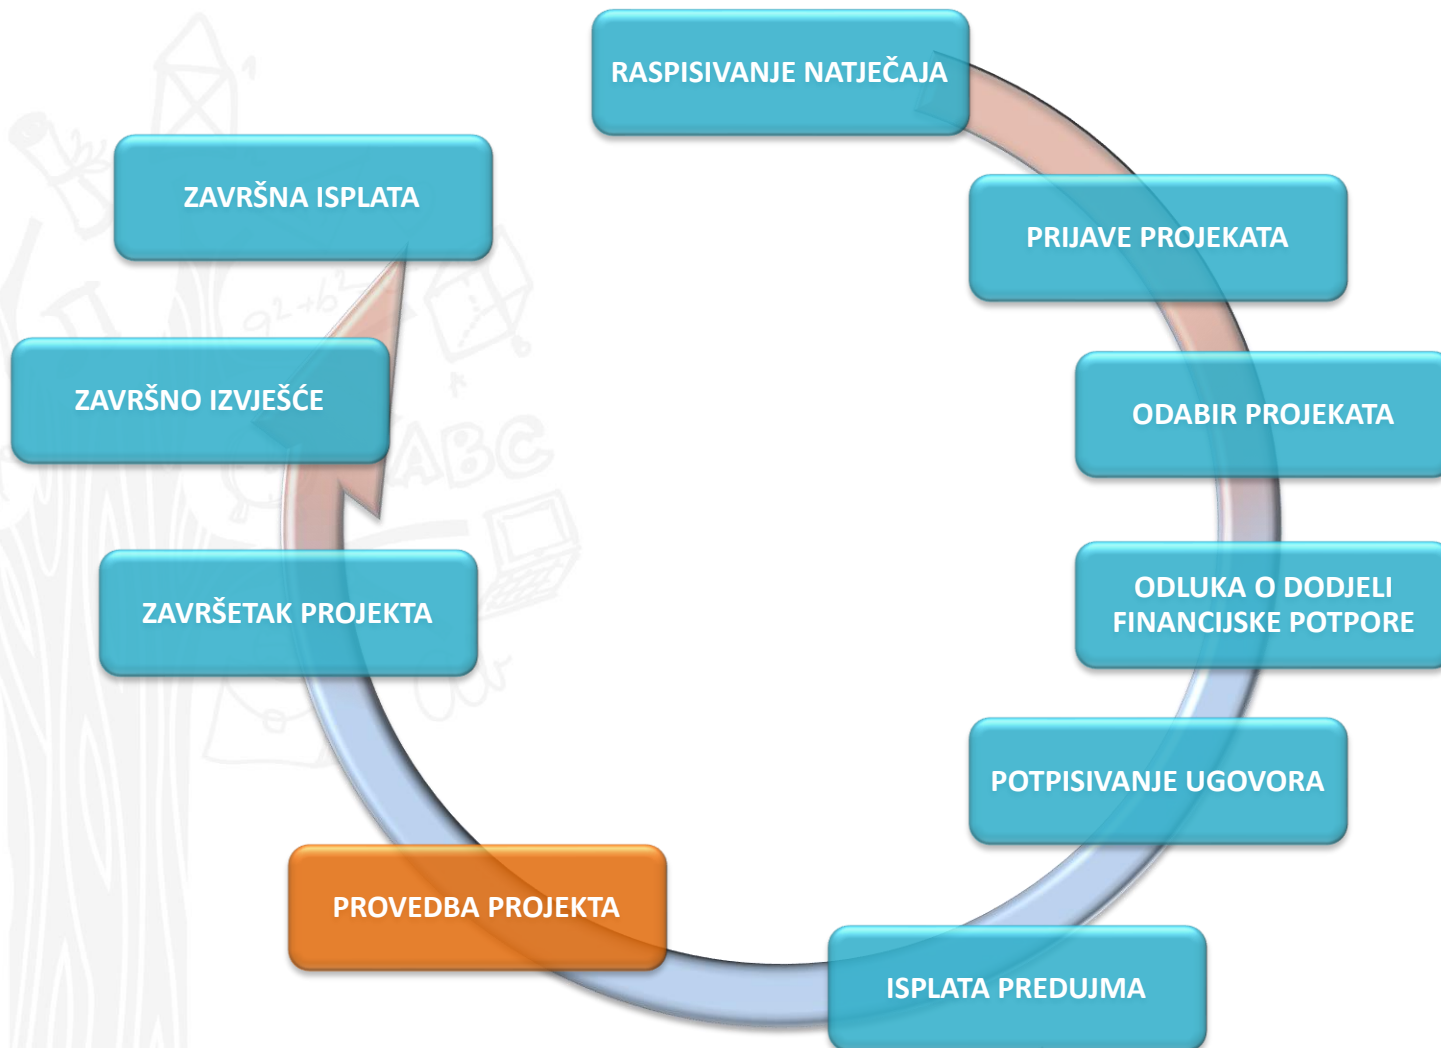 RASPISIVANJE NATJEČAJA
PRIJAVE PROJEKATA
ODABIR PROJEKATA
ODLUKA O DODJELI
FINANCIJSKE POTPORE
POTPISIVANJE UGOVORA
ISPLATA PREDUJMA
PROVEDBA PROJEKTA
ZAVRŠETAK PROJEKTA
ZAVRŠNO IZVJEŠĆE
ZAVRŠNA ISPLATA
ABC